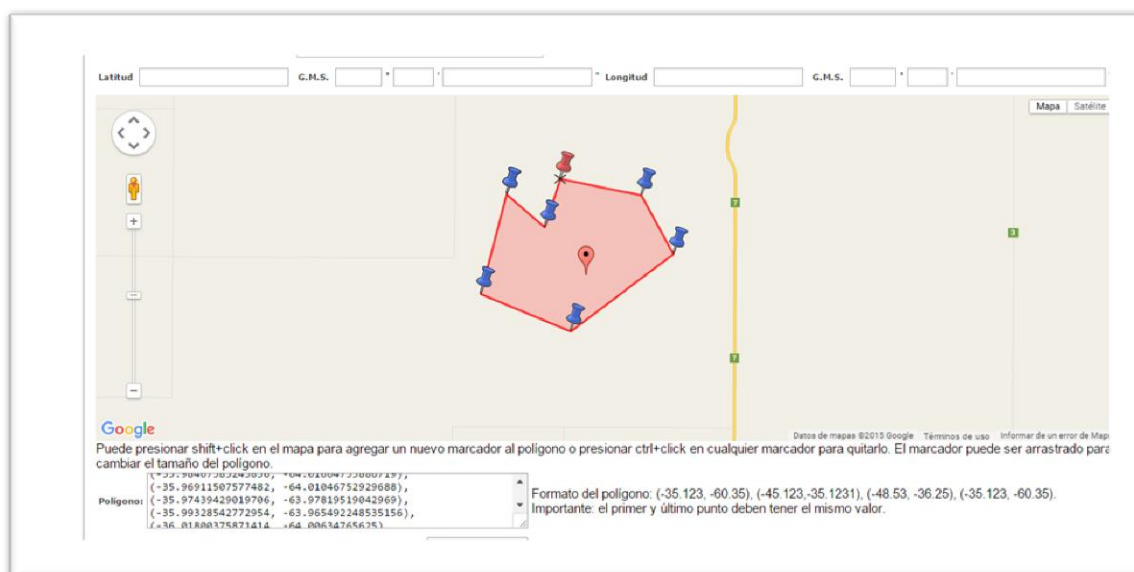 Latitud G.M.S. ° ' " Longitud G.M.S. ° '
Mapa Satélite
7
3
7
Google
Datos de mapas ©2015 Google Términos de uso Informar de un error de Maps
Puede presionar shift+click en el mapa para agregar un nuevo marcador al polígono o presionar ctrl+click en cualquier marcador para quitarlo. El marcador puede ser arrastrado para
cambiar el tamaño del polígono.
(-35.96911507577482, -64.01046752929688),
Polígono: (-35.97439429019706, -63.97819519042969),
(-35.99328542772954, -63.965492248535156),
(-36.01800375871414, -64.00634765625)
Formato del polígono: (-35.123, -60.35), (-45.123,-35.1231), (-48.53, -36.25), (-35.123, -60.35).
Importante: el primer y último punto deben tener el mismo valor.